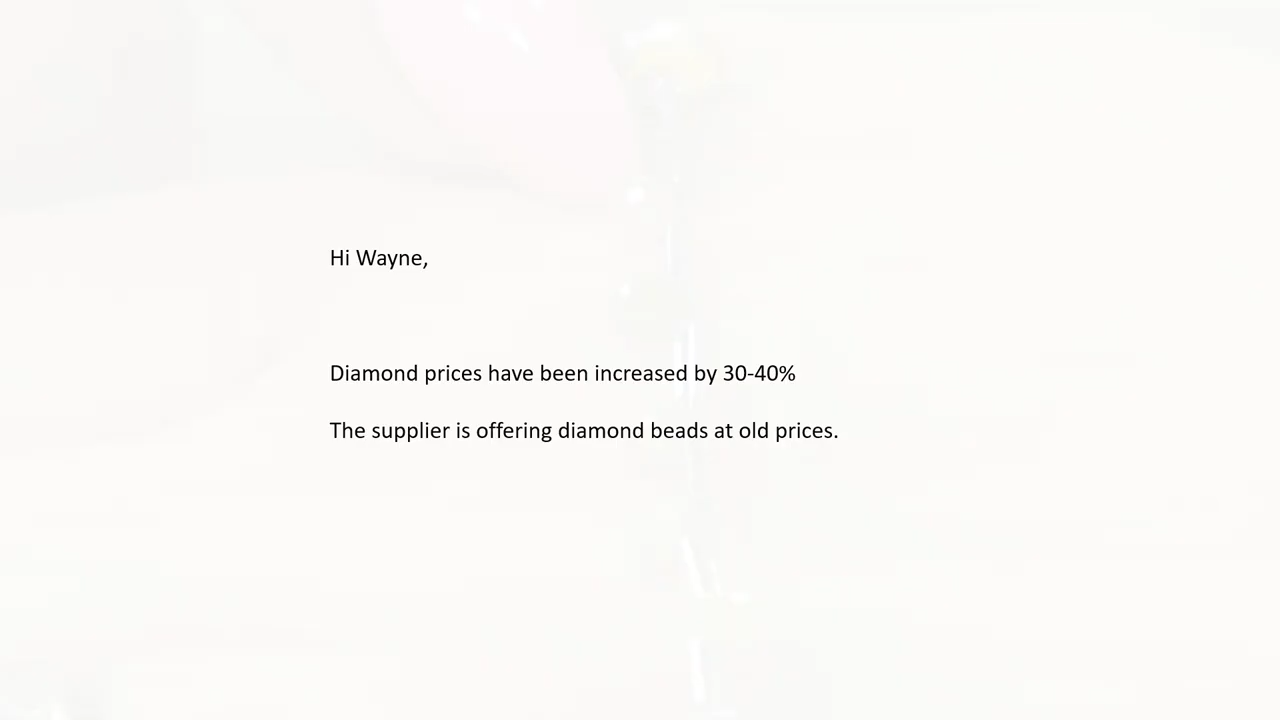 Hi Wayne,
Diamond prices have been increased by 30-40%
The supplier is offering diamond beads at old prices.